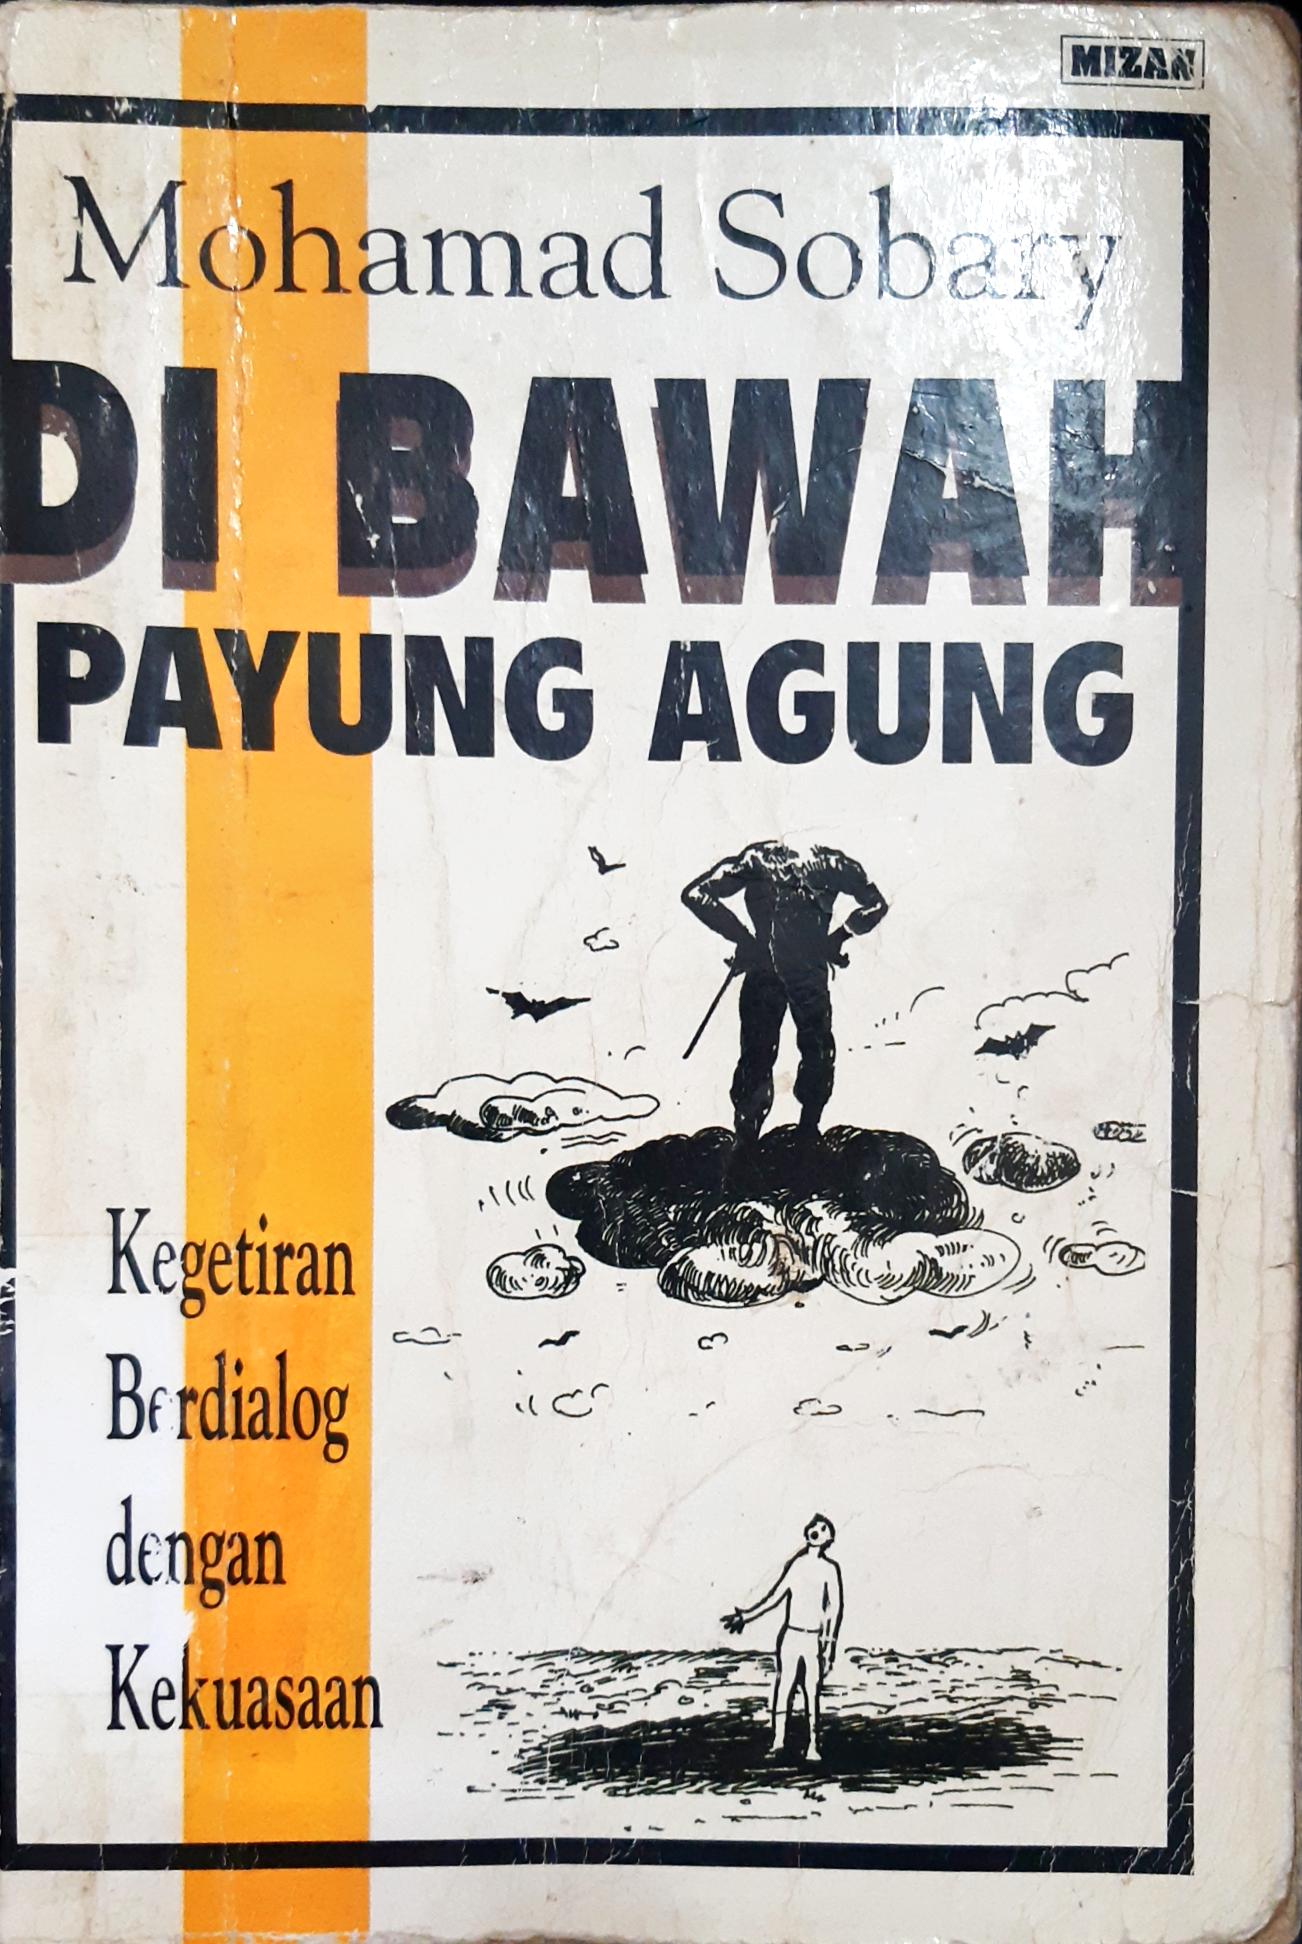 MIZAN
Mohamad Sobary
DI BAWAH
PAYUNG AGUNG
Kegetiran
Berdialog
dengan
Kekuasaan